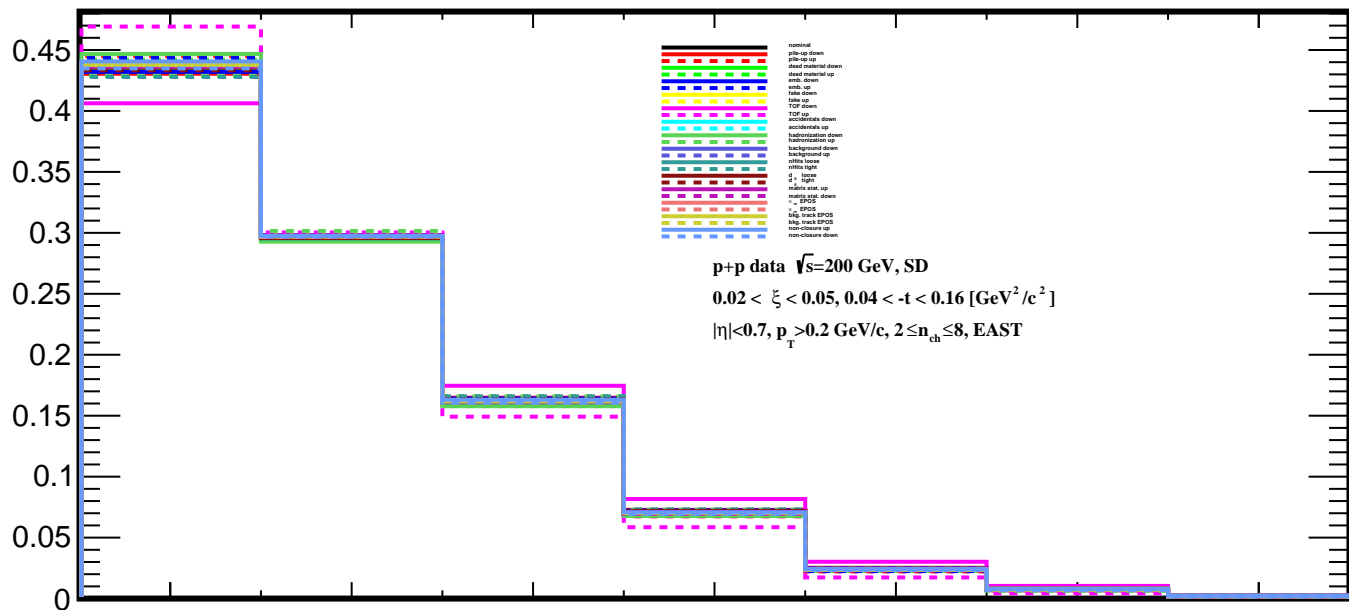 0.45
0.4
0.35
0.3
0.25
0.2
0.15
0.1
0.05
0
nominal
pile-up down
pile-up up
dead material down
dead material up
emb. down
emb. up
fake down
fake up
TOF down
TOF up
accidentals down
accidentals up
hadronization down
hadronization up
background down
background up
nHits loose
nHits tight
d loose
d tight
matrix stat. up
matrix stat. down
EPOS
EPOS
bkg. track EPOS
bkg. track EPOS
non-closure up
non-closure down
p+p data √s=200 GeV, SD
0.02 < ξ < 0.05, 0.04 < -t < 0.16 [GeV²/c²]
|η|<0.7, p_T>0.2 GeV/c, 2≤n_ch≤8, EAST